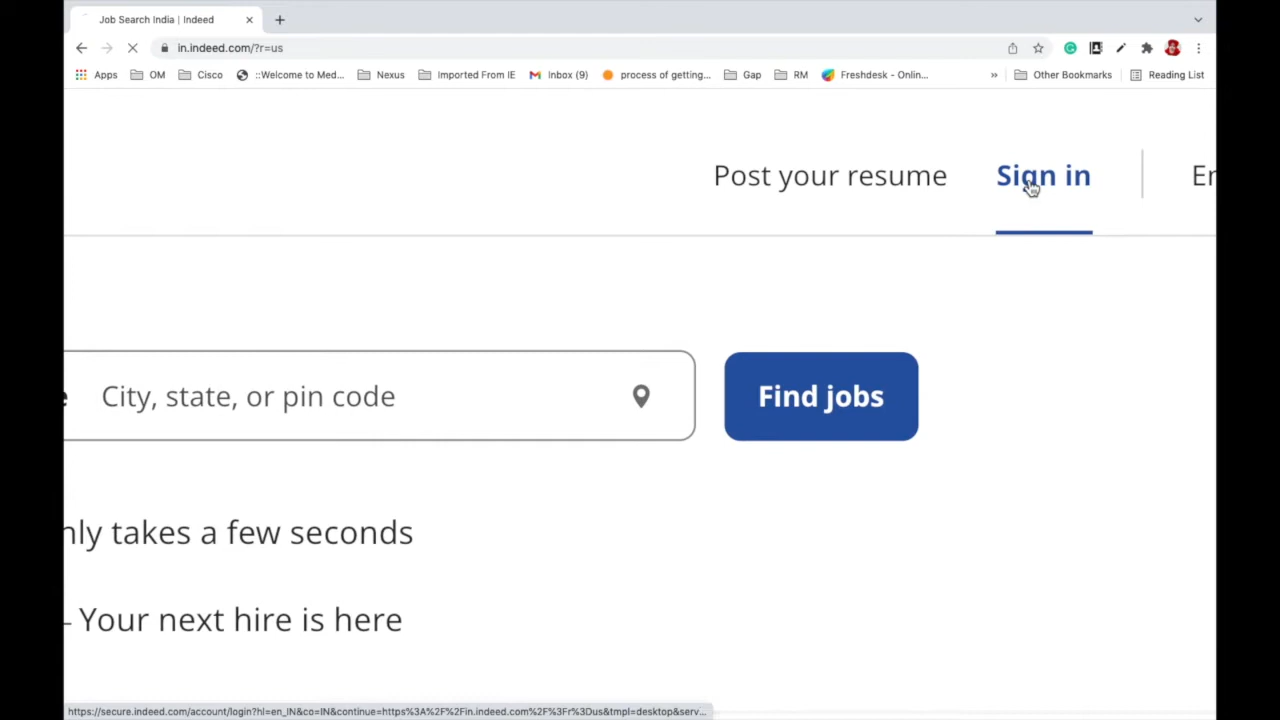 Job Search India | Indeed
in.indeed.com/?r=us
Apps OM Cisco ::Welcome to Med... Nexus Imported From IE Inbox (9) process of getting... Gap RM Freshdesk - Onlin... » Other Bookmarks Reading List
Post your resume Sign in
City, state, or pin code Find jobs
takes a few seconds
- Your next hire is here
https://secure.indeed.com/account/login?hl=en_IN&co=IN&continue=https%3A%2F%2Fin.indeed.com%2F%3Fr%3Dus&tmpl=desktop&serv...